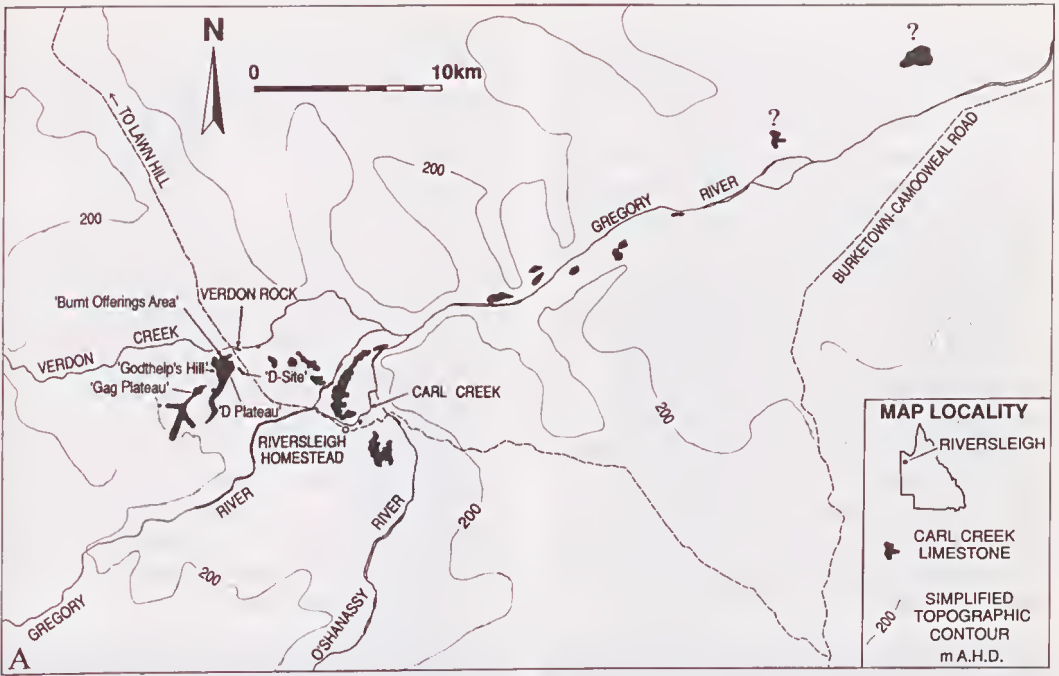 N
0 10km
?
?
← TO LAWN HILL
200
200
GREGORY RIVER
BURKETOWN-CAMOOWEAL ROAD
'Burnt Offerings Area'
VERDON ROCK
VERDON CREEK
'Godthelp's Hill'
'D-Site'
'Gag Plateau'
'D Plateau'
CARL CREEK
RIVERSLEIGH
HOMESTEAD
200
GREGORY RIVER
O'SHANASSY RIVER
200
200
MAP LOCALITY
RIVERSLEIGH
CARL CREEK
LIMESTONE
200
SIMPLIFIED
TOPOGRAPHIC
CONTOUR
m A.H.D.
A